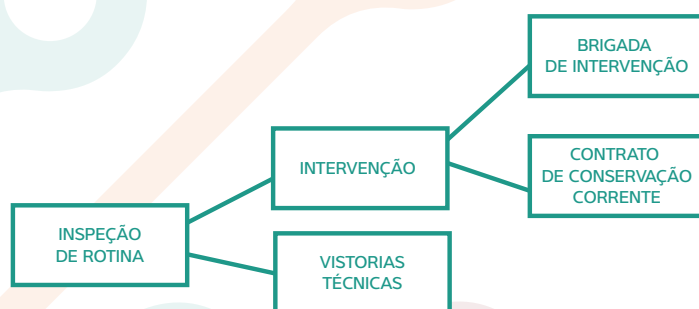 BRIGADA
DE INTERVENÇÃO
INTERVENÇÃO
CONTRATO
DE CONSERVAÇÃO
CORRENTE
INSPEÇÃO
DE ROTINA
VISTORIAS
TÉCNICAS